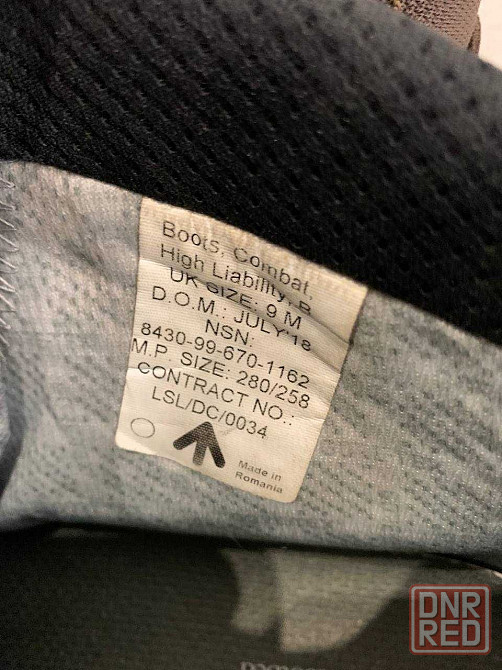 Boots, Combat,
High Liability, B
UK SIZE: 9 M
D.O.M.: JULY'18
NSN:
8430-99-670-1162
M.P. SIZE: 280/258
CONTRACT NO.:
LSL/DC/0034
Made in
Romania
DNR
RED